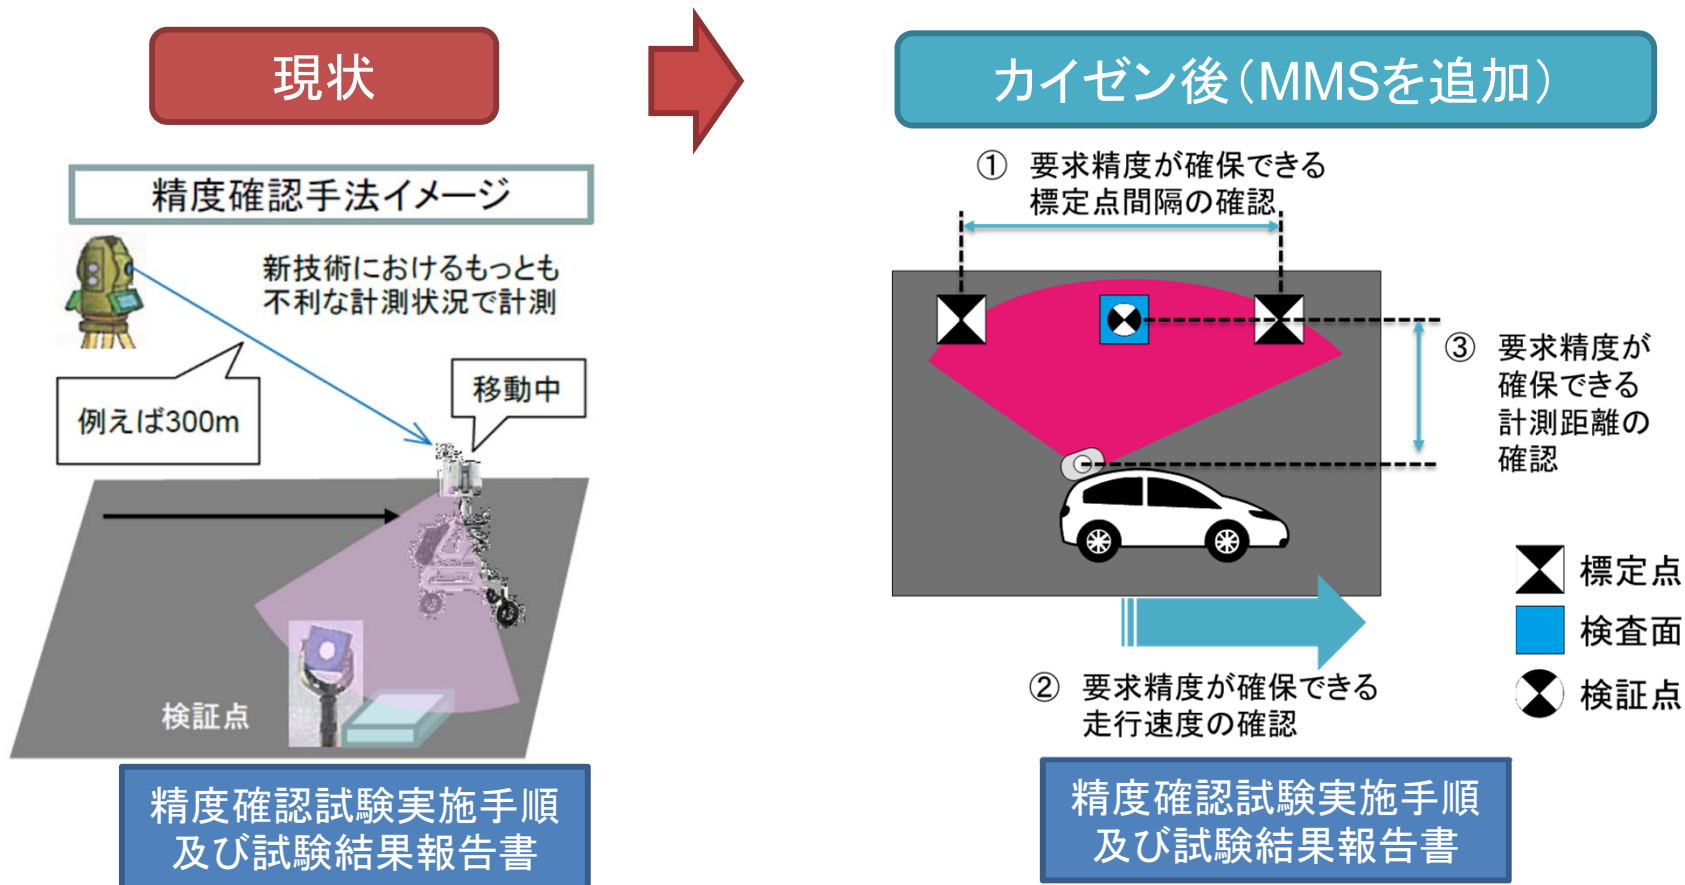 現状
カイゼン後（MMSを追加）
精度確認手法イメージ
新技術におけるもっとも
不利な計測状況で計測
例えば300m
移動中
検証点
精度確認試験実施手順
及び試験結果報告書
① 要求精度が確保できる
標定点間隔の確認
③ 要求精度が
確保できる
計測距離の
確認
② 要求精度が確保できる
走行速度の確認
標定点
検査面
検証点
精度確認試験実施手順
及び試験結果報告書